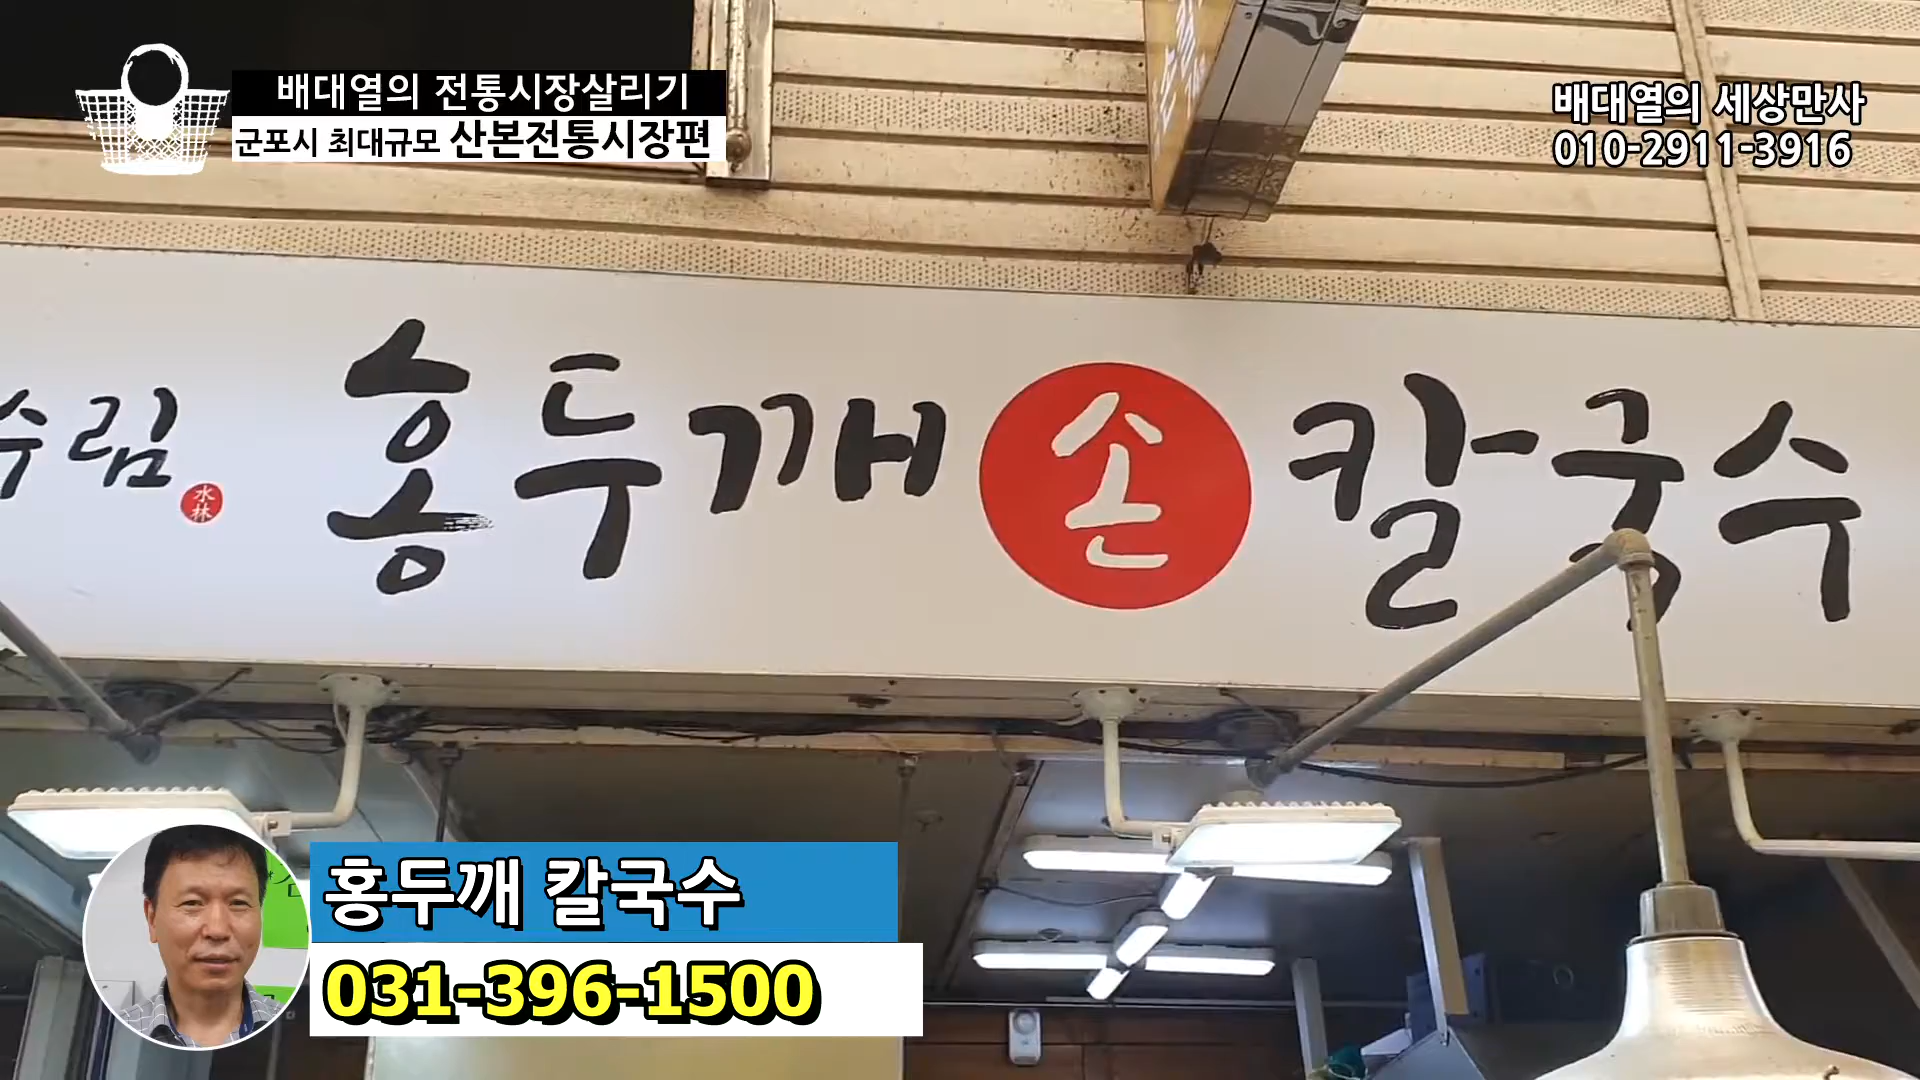 배대열의 전통시장살리기
군포시 최대규모 산본전통시장편
배대열의 세상만사
010-2911-3916
수림
水林
홍두깨 손 칼국수
홍두깨 칼국수
031-396-1500